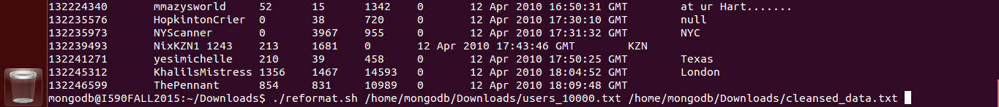 132224340 mmazysworld 52 15 1342 0 12 Apr 2010 16:50:31 GMT at ur Hart.......
132235576 HopkintonCrier 0 38 720 0 12 Apr 2010 17:30:10 GMT null
132235973 NYScanner 0 3967 955 0 12 Apr 2010 17:31:32 GMT NYC
132239493 NixKZN1 1243 213 1681 0 12 Apr 2010 17:43:46 GMT KZN
132241271 yesimichelle 210 39 458 0 12 Apr 2010 17:50:25 GMT Texas
132245312 KhalilsMistress 1356 1467 14593 0 12 Apr 2010 18:04:52 GMT London
132246599 ThePennant 854 831 10989 0 12 Apr 2010 18:09:48 GMT
mongodb@I590FALL2015:~/Downloads$ ./reformat.sh /home/mongodb/Downloads/users_10000.txt /home/mongodb/Downloads/cleansed_data.txt